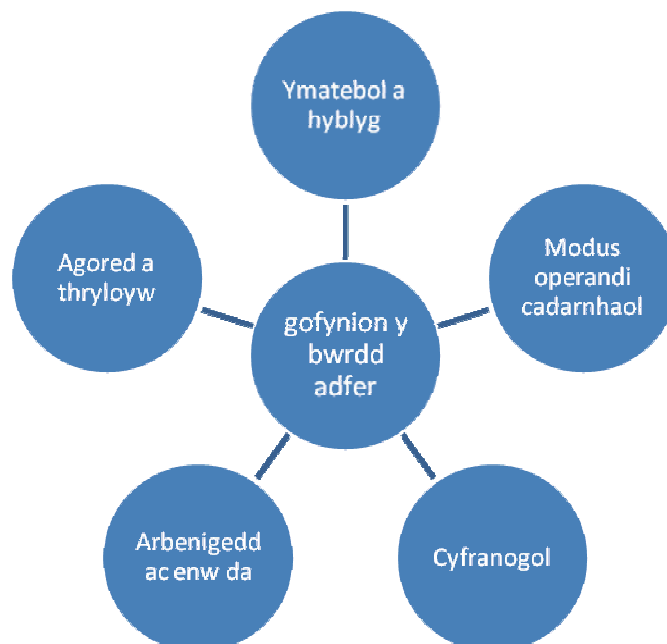 Ymatebol a
hyblyg
Modus
operandi
cadarnhaol
Agored a
thryloyw
gofynion y
bwrdd
adfer
Arbenigedd
ac enw da
Cyfranogol